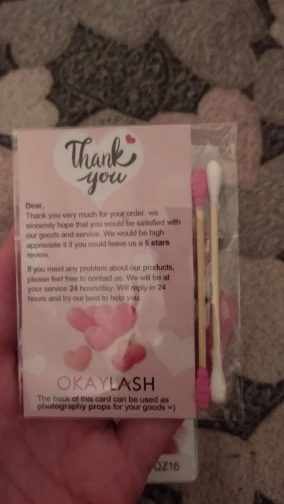 Thank
you
Dear,
Thank you very much for your order. we
sincerely hope that you would be satisfied with
our goods and service. We would be high
appreciate it if you could leave us a 5 stars
review.
If you meet any problem about our products,
please feel free to contact us. We will be at
your service 24 hours/day. Will reply in 24
hours and try our best to help you.
OKAYLASH
The back of this card can be used as
photography props for your goods =)
QZ16